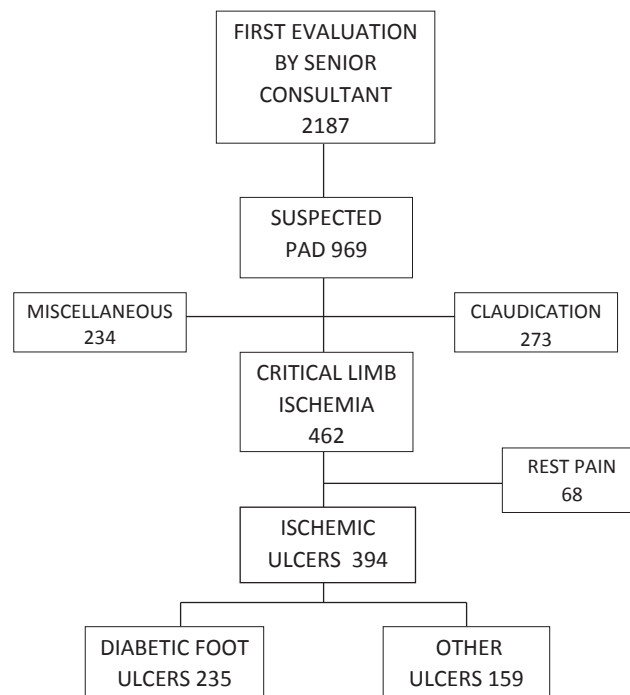 FIRST EVALUATION
BY SENIOR
CONSULTANT
2187
SUSPECTED
PAD 969
MISCELLANEOUS
234
CLAUDICATION
273
CRITICAL LIMB
ISCHEMIA
462
REST PAIN
68
ISCHEMIC
ULCERS 394
DIABETIC FOOT
ULCERS 235
OTHER
ULCERS 159